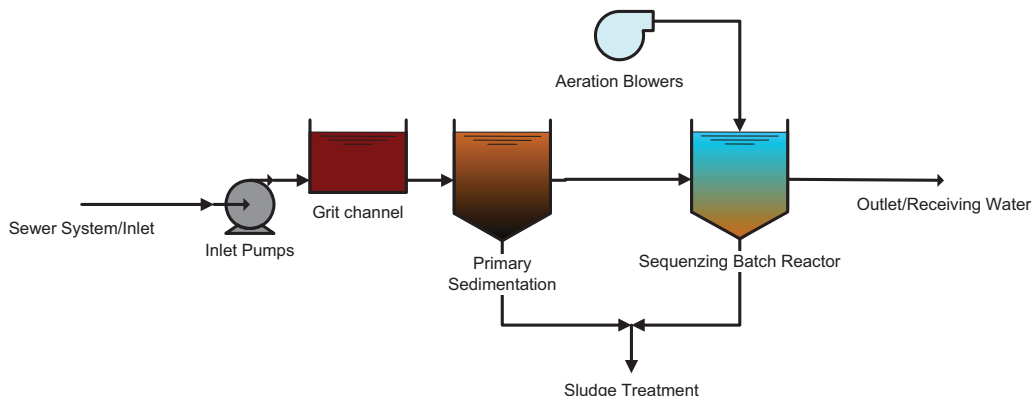 Aeration Blowers
Sewer System/Inlet
Inlet Pumps
Grit channel
Primary
Sedimentation
Sequenzing Batch Reactor
Outlet/Receiving Water
Sludge Treatment